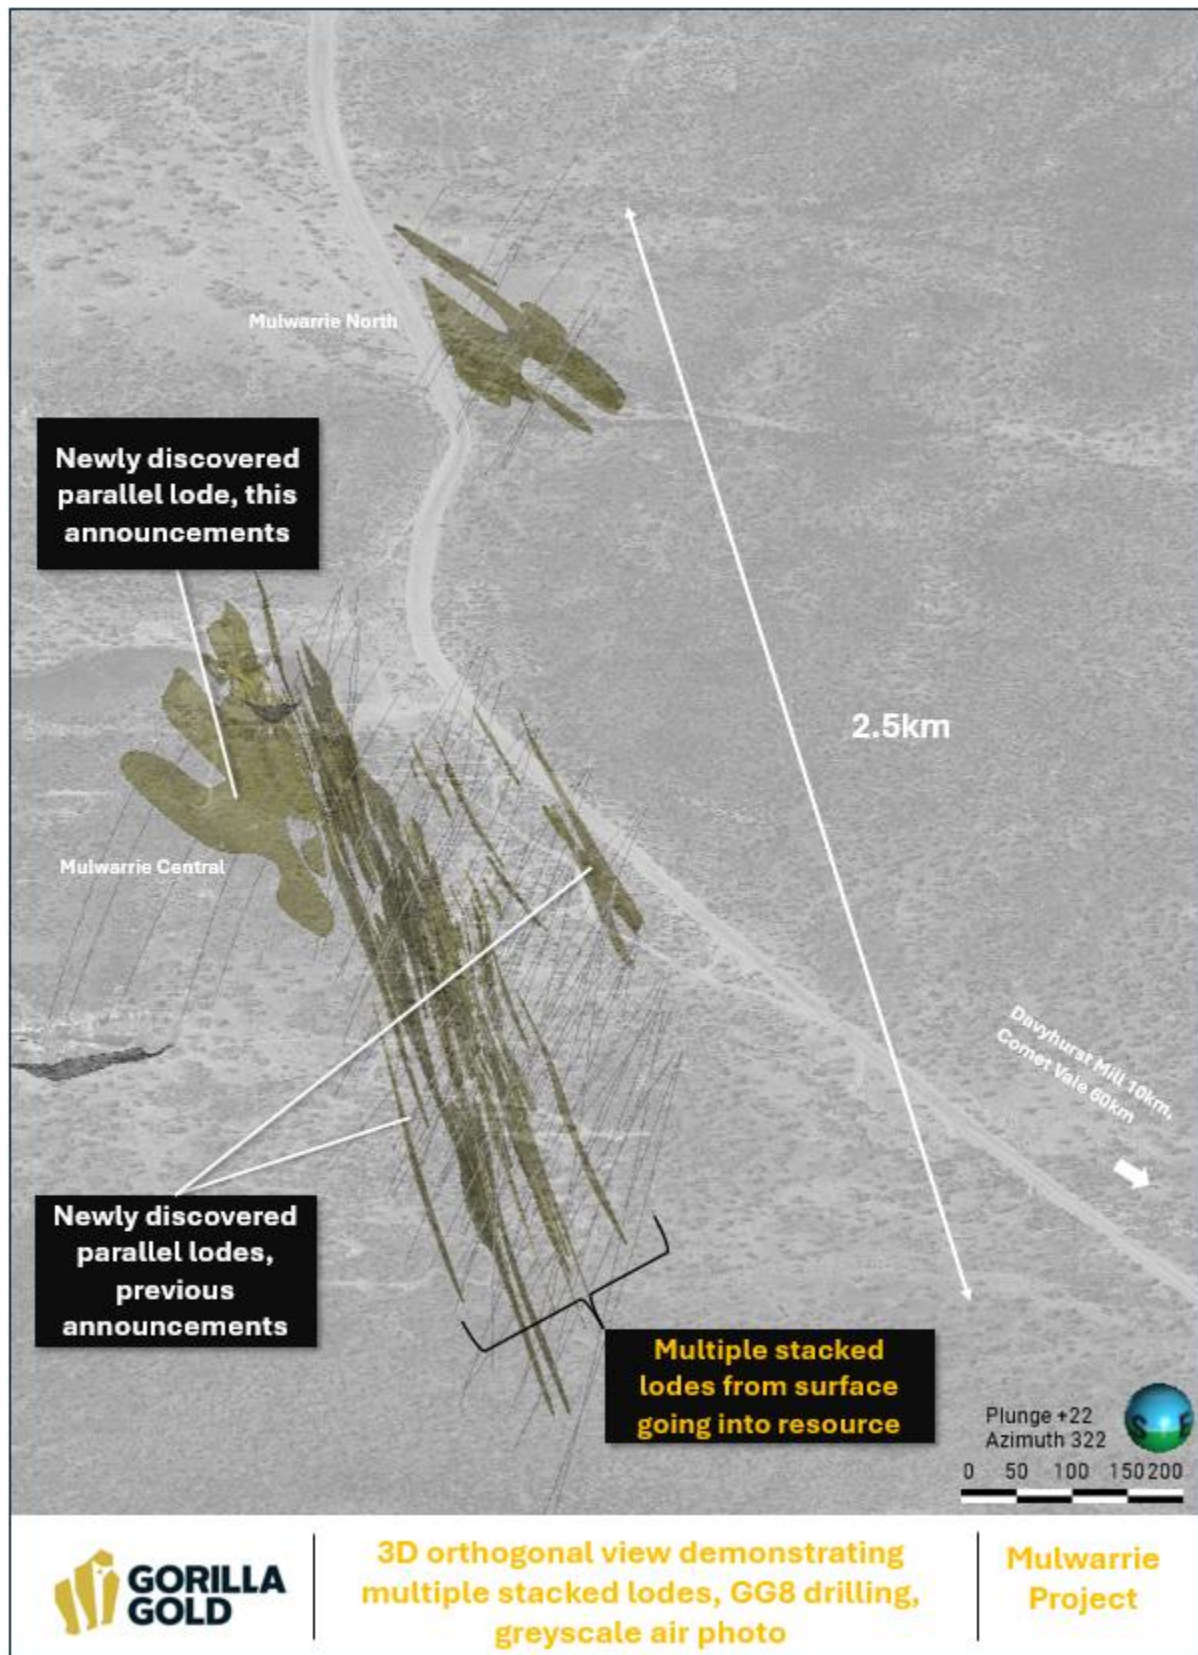 Mulwarrie North
Newly discovered
parallel lode, this
announcements
2.5km
Mulwarrie Central
Davyhurst Mill 10km,
Comet Vale 60km
Newly discovered
parallel lodes,
previous
announcements
Multiple stacked
lodes from surface
going into resource
Plunge +22
Azimuth 322
S E
0 50 100 150 200
GORILLA
GOLD
3D orthogonal view demonstrating
multiple stacked lodes, GG8 drilling,
greyscale air photo
Mulwarrie
Project